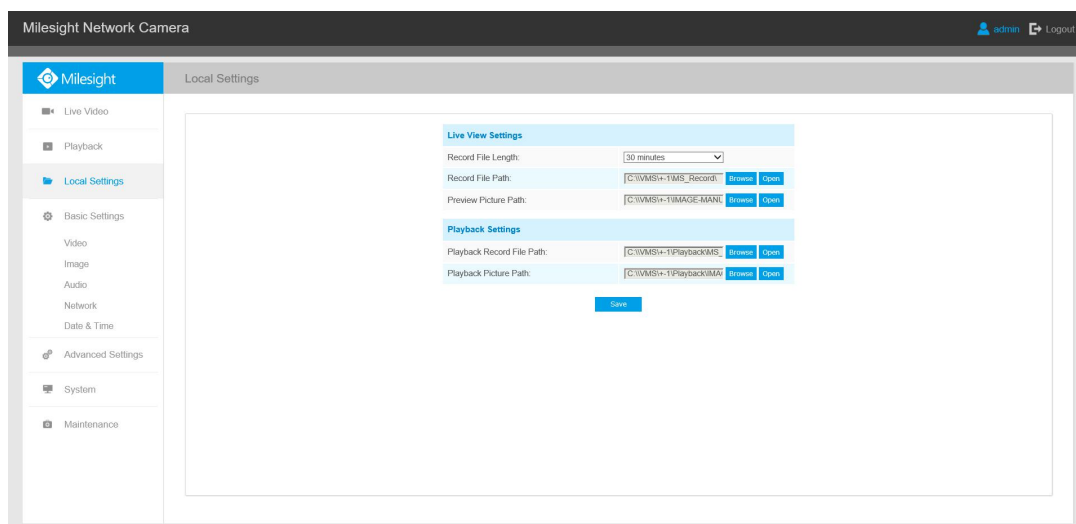 Milesight Network Camera
admin Logout
Milesight
Local Settings
Live Video
Playback
Local Settings
Basic Settings
Video
Image
Audio
Network
Date & Time
Advanced Settings
System
Maintenance
Live View Settings
Record File Length: 30 minutes
Record File Path: C:\\VMS\+-1\MS_Record\ Browse Open
Preview Picture Path: C:\\VMS\+-1\IMAGE-MANU Browse Open
Playback Settings
Playback Record File Path: C:\\VMS\+-1\Playback\MS_ Browse Open
Playback Picture Path: C:\\VMS\+-1\Playback\IMA Browse Open
Save